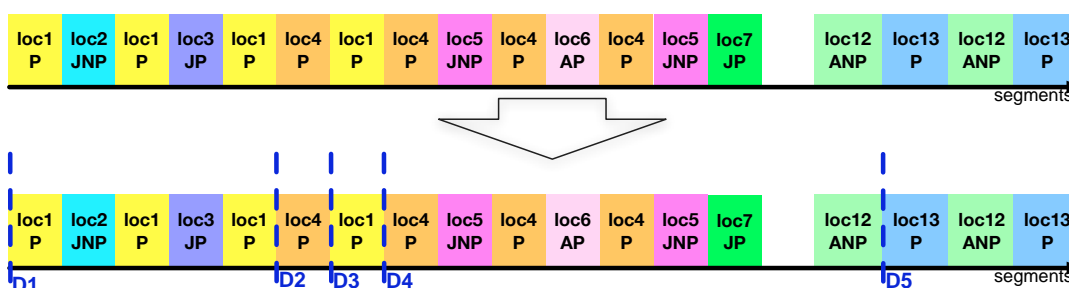 loc1 loc2 loc1 loc3 loc1 loc4 loc1 loc4 loc5 loc4 loc6 loc4 loc5 loc7 loc12 loc13 loc12 loc13
P JNP P JP P P P P JNP P AP P JNP JP ANP P ANP P
segments
loc1 loc2 loc1 loc3 loc1 loc4 loc1 loc4 loc5 loc4 loc6 loc4 loc5 loc7 loc12 loc13 loc12 loc13
P JNP P JP P P P P JNP P AP P JNP JP ANP P ANP P
segments
D1 D2 D3 D4 D5